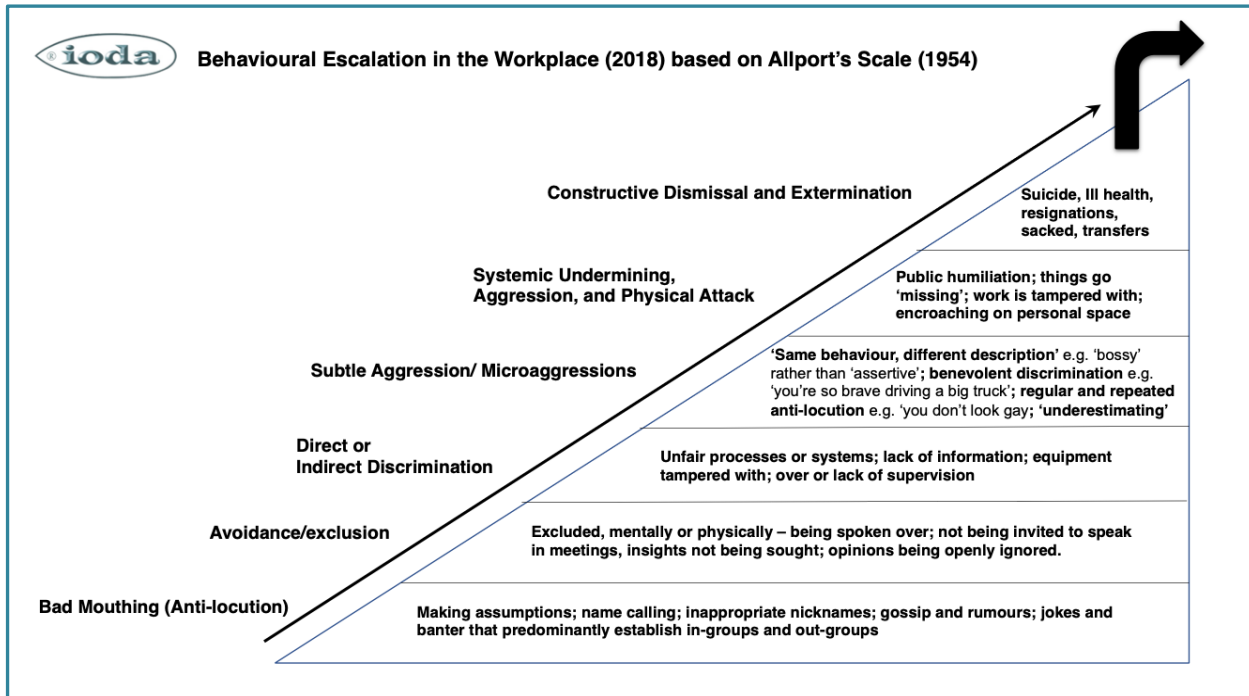 ® ioda
Behavioural Escalation in the Workplace (2018) based on Allport’s Scale (1954)
Constructive Dismissal and Extermination
Suicide, Ill health,
resignations,
sacked, transfers
Systemic Undermining,
Aggression, and Physical Attack
Public humiliation; things go
‘missing’; work is tampered with;
encroaching on personal space
Subtle Aggression/ Microaggressions
‘Same behaviour, different description’ e.g. ‘bossy’
rather than ‘assertive’; benevolent discrimination e.g.
‘you’re so brave driving a big truck’; regular and repeated
anti-locution e.g. ‘you don’t look gay; ‘underestimating’
Direct or
Indirect Discrimination
Unfair processes or systems; lack of information; equipment
tampered with; over or lack of supervision
Avoidance/exclusion
Excluded, mentally or physically – being spoken over; not being invited to speak
in meetings, insights not being sought; opinions being openly ignored.
Bad Mouthing (Anti-locution)
Making assumptions; name calling; inappropriate nicknames; gossip and rumours; jokes and
banter that predominantly establish in-groups and out-groups